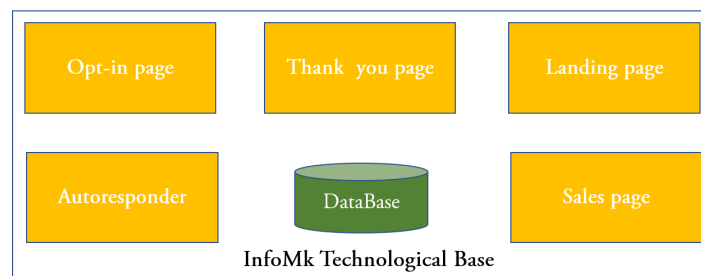 Opt-in page
Thank you page
Landing page
Autoresponder
DataBase
Sales page
InfoMk Technological Base